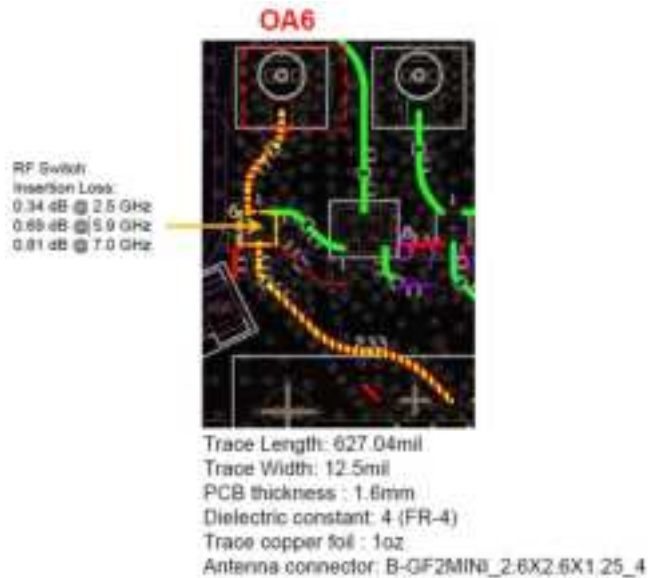 OA6
RF Switch
Insertion Loss:
0.34 dB @ 2.5 GHz
0.69 dB @ 5.9 GHz
0.81 dB @ 7.0 GHz
Trace Length: 627.04mil
Trace Width: 12.5mil
PCB thickness : 1.6mm
Dielectric constant: 4 (FR-4)
Trace copper foil : 1oz
Antenna connector: B-GF2MINI_2.6X2.6X1.25_4